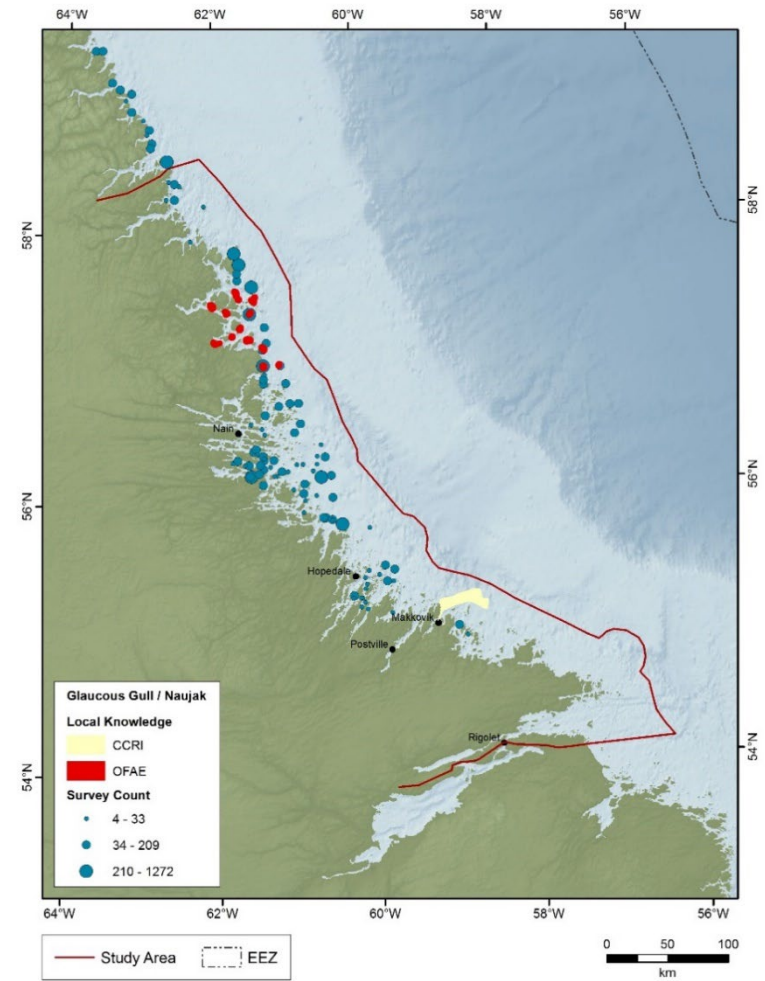 64°W 62°W 60°W 58°W 56°W
58°N
58°N
56°N
56°N
54°N
54°N
Nain
Hopedale
Makkovik
Postville
Rigolet
Glaucous Gull / Naujak
Local Knowledge
CCRI
OFAE
Survey Count
4 - 33
34 - 209
210 - 1272
64°W 62°W 60°W 58°W 56°W
Study Area EEZ
0 50 100
km